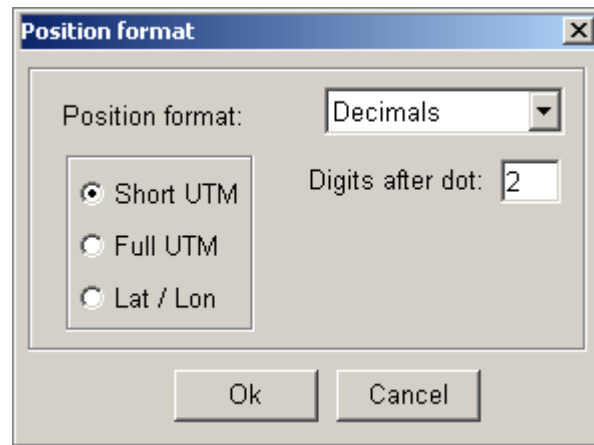 Position format
Position format:
Decimals
Digits after dot: 2
Short UTM
Full UTM
Lat / Lon
Ok
Cancel